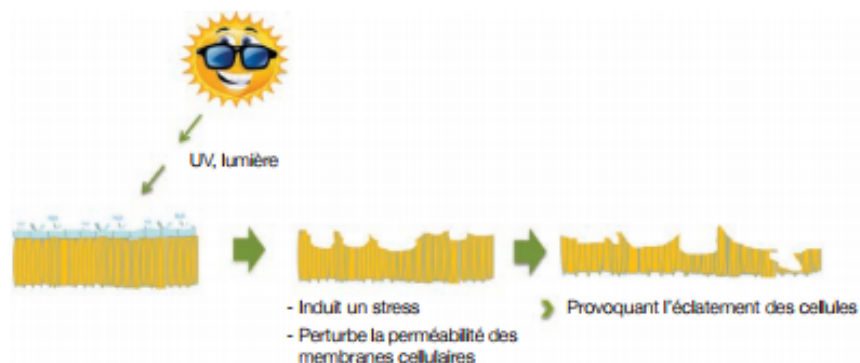 UV, lumière
- Induit un stress
- Perturbe la perméabilité des
membranes cellulaires
Provoquant l'éclatement des cellules